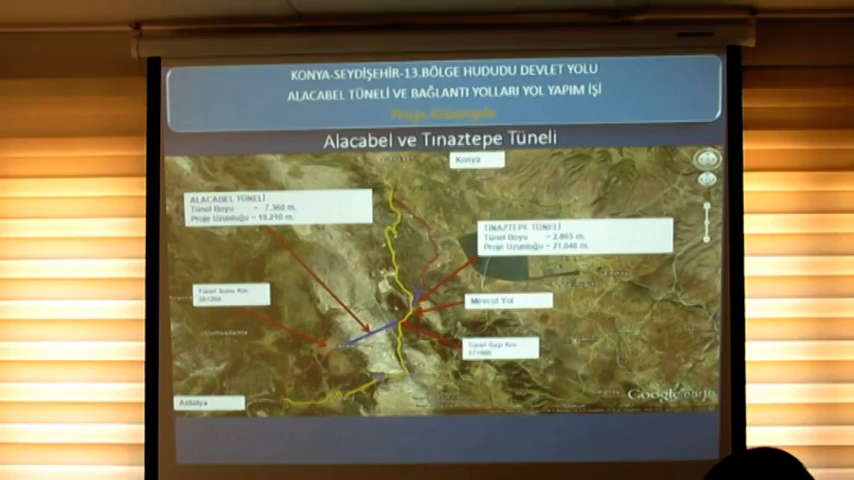 KONYA-SEYDİŞEHİR-13.BÖLGE HUDUDU DEVLET YOLU
ALACABEL TÜNELİ VE BAĞLANTI YOLLARI YOL YAPIM İŞİ
Alacabel ve Tınaztepe Tüneli
Konya
ALACABEL TÜNELİ
Tünel Boyu = 7.360 m.
Proje Uzunluğu = 19.210 m.
TINAZTEPE TÜNELİ
Tünel Boyu = 2.865 m.
Proje Uzunluğu = 21.046 m.
Mevcut Yol
Antalya
Google earth